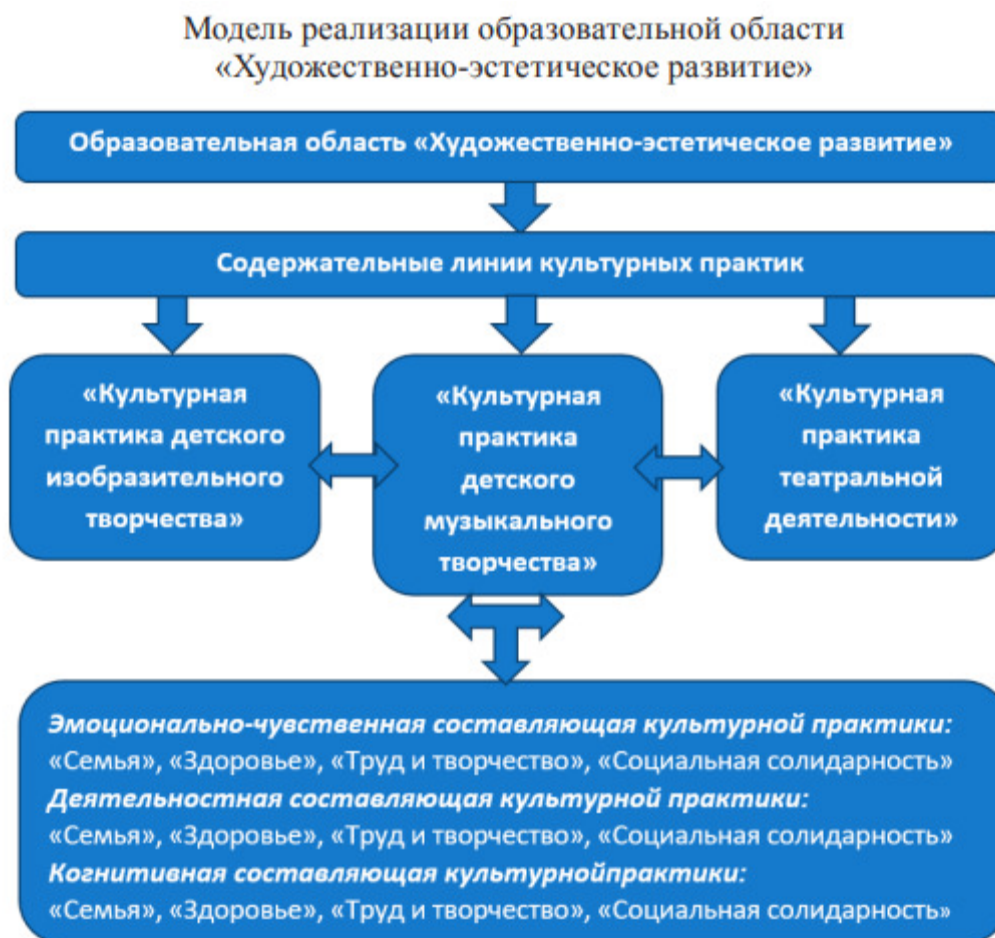 Модель реализации образовательной области
«Художественно-эстетическое развитие»
Образовательная область «Художественно-эстетическое развитие»
Содержательные линии культурных практик
«Культурная
практика детского
изобразительного
творчества»
«Культурная
практика
детского
музыкального
творчества»
«Культурная
практика
театральной
деятельности»
Эмоционально-чувственная составляющая культурной практики:
«Семья», «Здоровье», «Труд и творчество», «Социальная солидарность»
Деятельностная составляющая культурной практики:
«Семья», «Здоровье», «Труд и творчество», «Социальная солидарность»
Когнитивная составляющая культурнойпрактики:
«Семья», «Здоровье», «Труд и творчество», «Социальная солидарность»